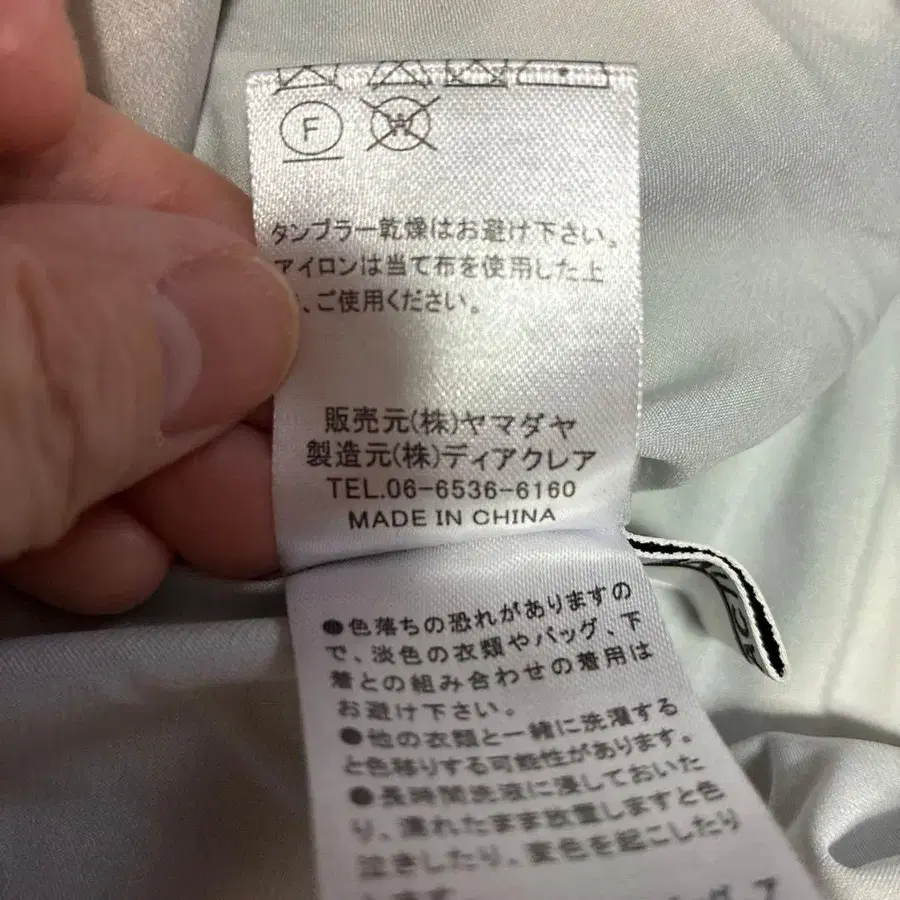 F
W
タンブラー乾燥はお避け下さい。
アイロンは当て布を使用した上
、ご使用ください。
販売元(株)ヤマダヤ
製造元(株)ディアクレア
TEL.06-6536-6160
MADE IN CHINA
●色落ちの恐れがありますの
で、淡色の衣類やバッグ、下
着との組み合わせの着用は
お避け下さい。
●他の衣類と一緒に洗濯する
と色移りする可能性があります。
●長時間洗液に浸しておいた
り、濡れたまま放置しますと色
泣きしたり、変色を起こしたり
します。